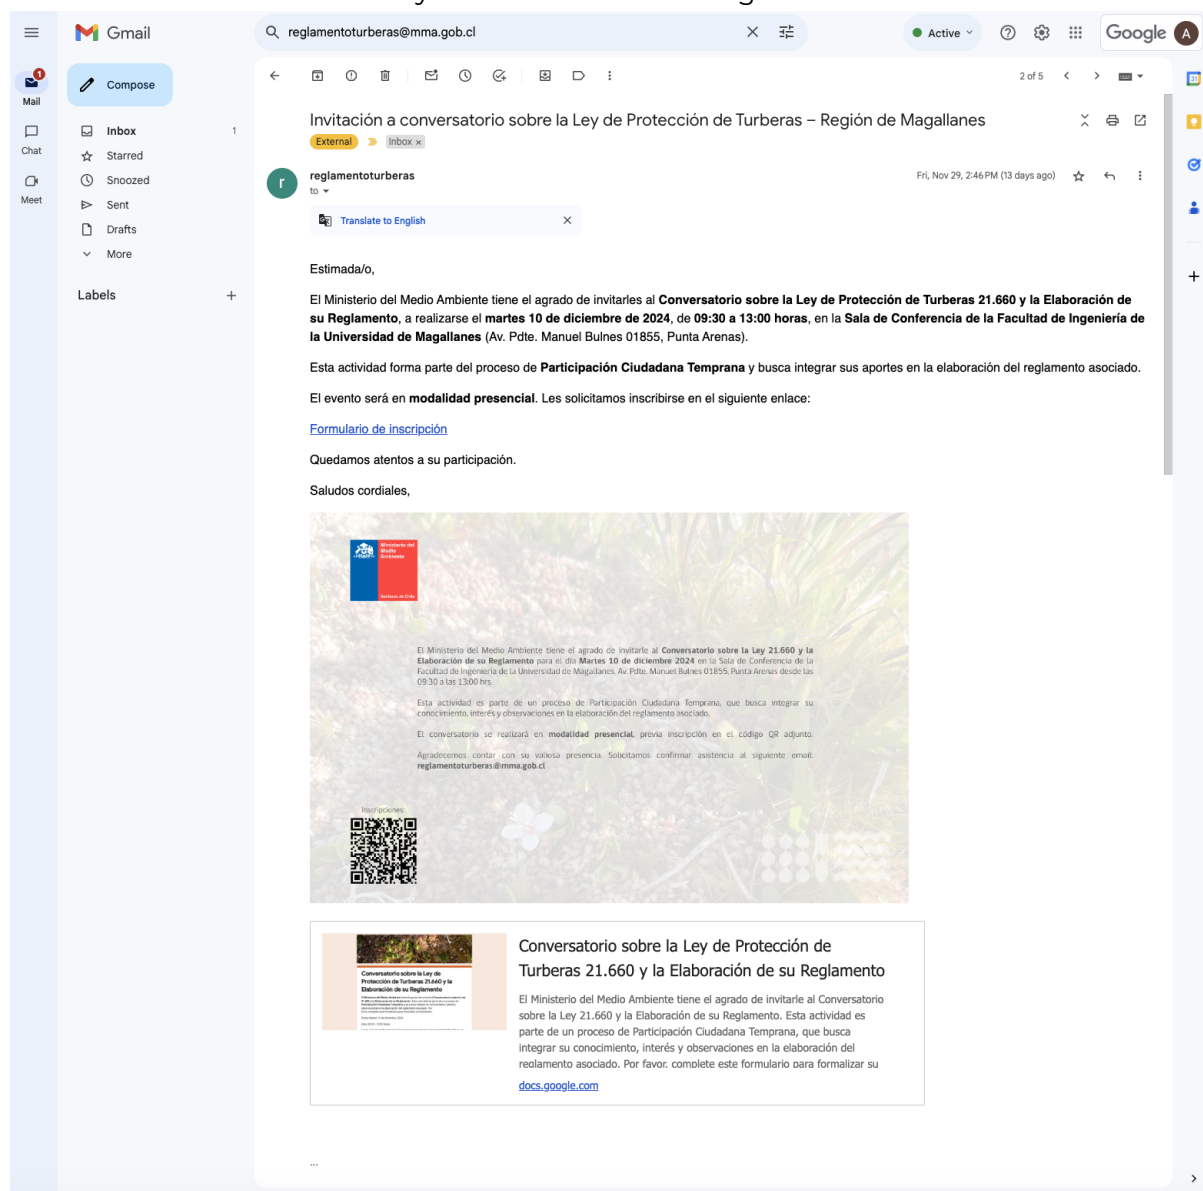 Gmail
reglamentoturberas@mma.gob.cl
Active
Google
A
1
Mail
Chat
Meet
Compose
Inbox 1
Starred
Snoozed
Sent
Drafts
More
Labels
2 of 5
Invitación a conversatorio sobre la Ley de Protección de Turberas – Región de Magallanes
External
Inbox x
r
reglamentoturberas
Fri, Nov 29, 2:46 PM (13 days ago)
to
Translate to English
Estimada/o,
El Ministerio del Medio Ambiente tiene el agrado de invitarles al Conversatorio sobre la Ley de Protección de Turberas 21.660 y la Elaboración de
su Reglamento, a realizarse el martes 10 de diciembre de 2024, de 09:30 a 13:00 horas, en la Sala de Conferencia de la Facultad de Ingeniería de
la Universidad de Magallanes (Av. Pdte. Manuel Bulnes 01855, Punta Arenas).
Esta actividad forma parte del proceso de Participación Ciudadana Temprana y busca integrar sus aportes en la elaboración del reglamento asociado.
El evento será en modalidad presencial. Les solicitamos inscribirse en el siguiente enlace:
Formulario de inscripción
Quedamos atentos a su participación.
Saludos cordiales,
Ministerio del
Medio
Ambiente
Gobierno de Chile
El Ministerio del Medio Ambiente tiene el agrado de invitarle al Conversatorio sobre la Ley 21.660 y la
Elaboración de su Reglamento para el día Martes 10 de diciembre 2024 en la Sala de Conferencia de la
Facultad de Ingeniería de la Universidad de Magallanes, Av. Pdte. Manuel Bulnes 01855, Punta Arenas desde las
09:30 a las 13:00 hrs.
Esta actividad es parte de un proceso de Participación Ciudadana Temprana, que busca integrar su
conocimiento, interés y observaciones en la elaboración del reglamento asociado.
El conversatorio se realizará en modalidad presencial, previa inscripción en el código QR adjunto.
Agradecemos contar con su valiosa presencia. Solicitamos confirmar asistencia al siguiente email:
reglamentoturberas@mma.gob.cl
Inscripciones:
Conversatorio sobre la Ley de
Protección de Turberas 21.660 y la
Elaboración de su Reglamento
Conversatorio sobre la Ley de Protección de
Turberas 21.660 y la Elaboración de su Reglamento
El Ministerio del Medio Ambiente tiene el agrado de invitarle al Conversatorio
sobre la Ley 21.660 y la Elaboración de su Reglamento. Esta actividad es
parte de un proceso de Participación Ciudadana Temprana, que busca
integrar su conocimiento, interés y observaciones en la elaboración del
reglamento asociado. Por favor, complete este formulario para formalizar su
docs.google.com
...